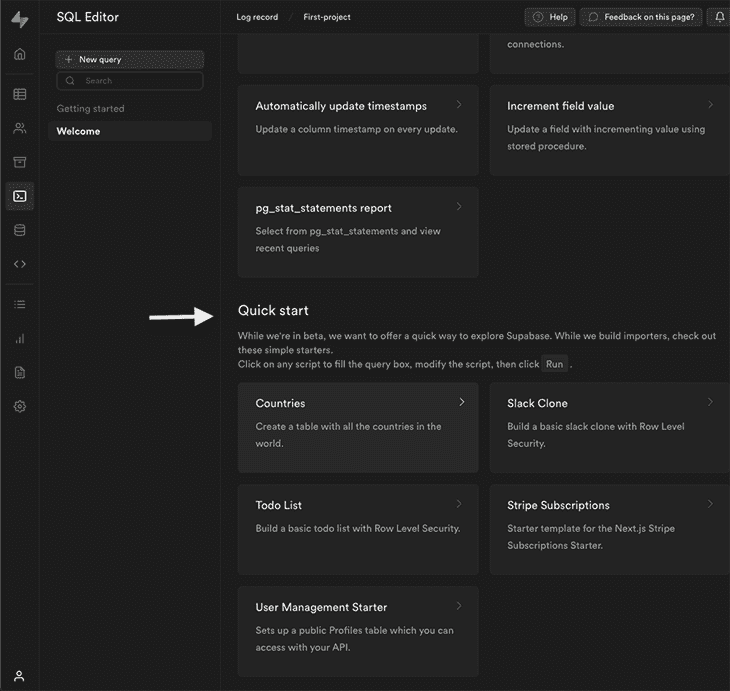 SQL Editor
Log record / First-project
Help
Feedback on this page?
New query
Search
Getting started
Welcome
connections.
Automatically update timestamps
Update a column timestamp on every update.
Increment field value
Update a field with incrementing value using
stored procedure.
pg_stat_statements report
Select from pg_stat_statements and view
recent queries
Quick start
While we're in beta, we want to offer a quick way to explore Supabase. While we build importers, check out
these simple starters.
Click on any script to fill the query box, modify the script, then click Run .
Countries
Create a table with all the countries in the
world.
Slack Clone
Build a basic slack clone with Row Level
Security.
Todo List
Build a basic todo list with Row Level Security.
Stripe Subscriptions
Starter template for the Next.js Stripe
Subscriptions Starter.
User Management Starter
Sets up a public Profiles table which you can
access with your API.